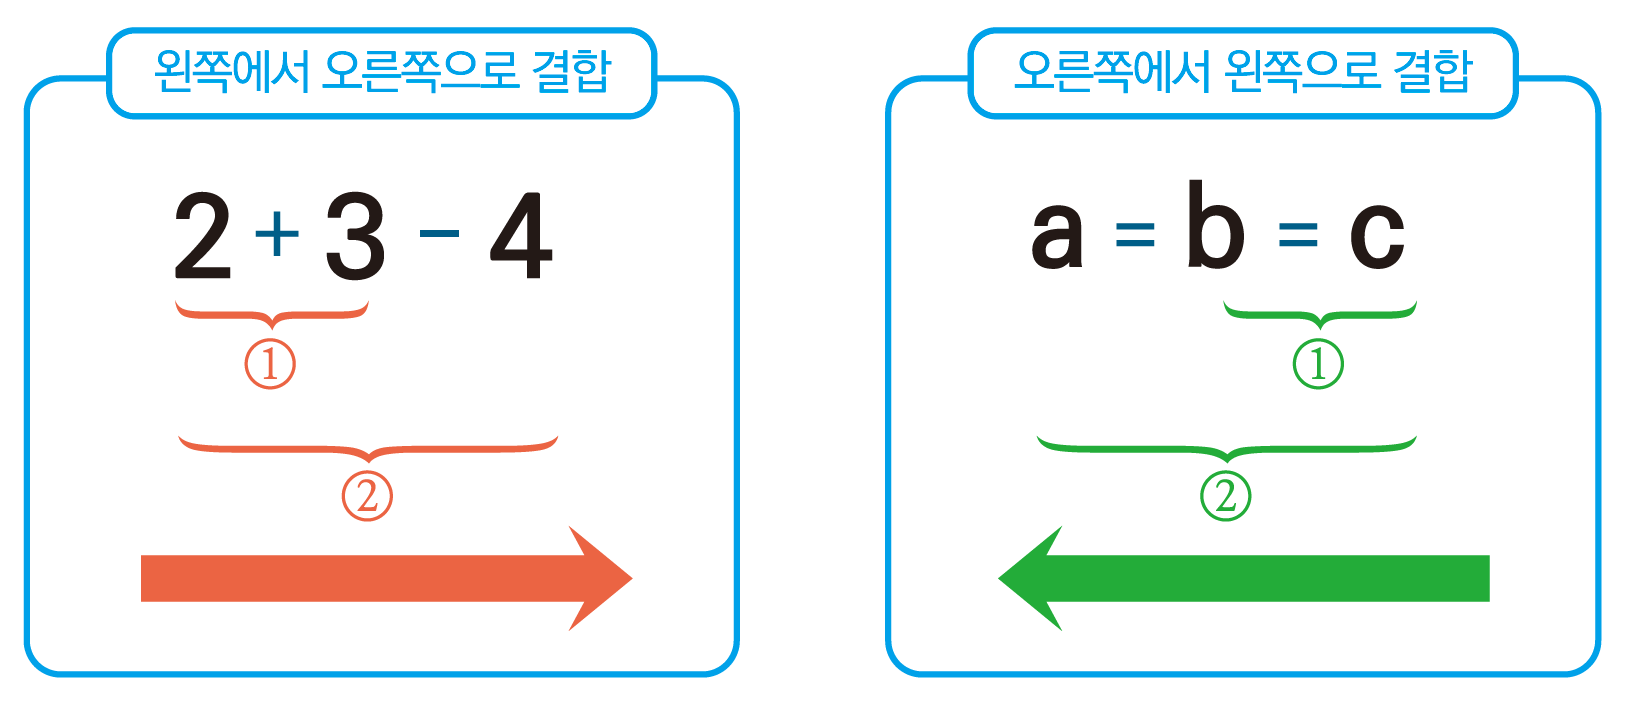 왼쪽에서 오른쪽으로 결합
2 + 3 − 4
①
②
오른쪽에서 왼쪽으로 결합
a = b = c
①
②